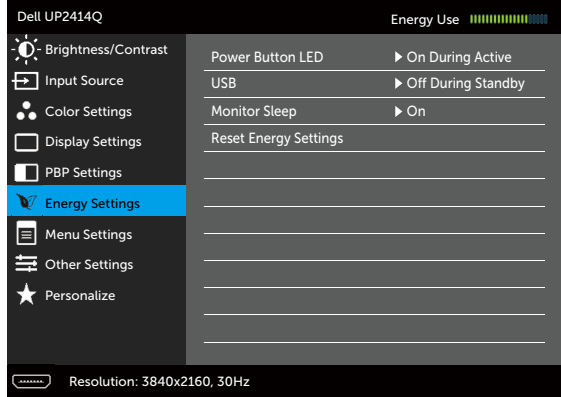 Dell UP2414Q
Energy Use
Brightness/Contrast
Input Source
Color Settings
Display Settings
PBP Settings
Energy Settings
Menu Settings
Other Settings
Personalize
Power Button LED On During Active
USB Off During Standby
Monitor Sleep On
Reset Energy Settings
Resolution: 3840x2160, 30Hz